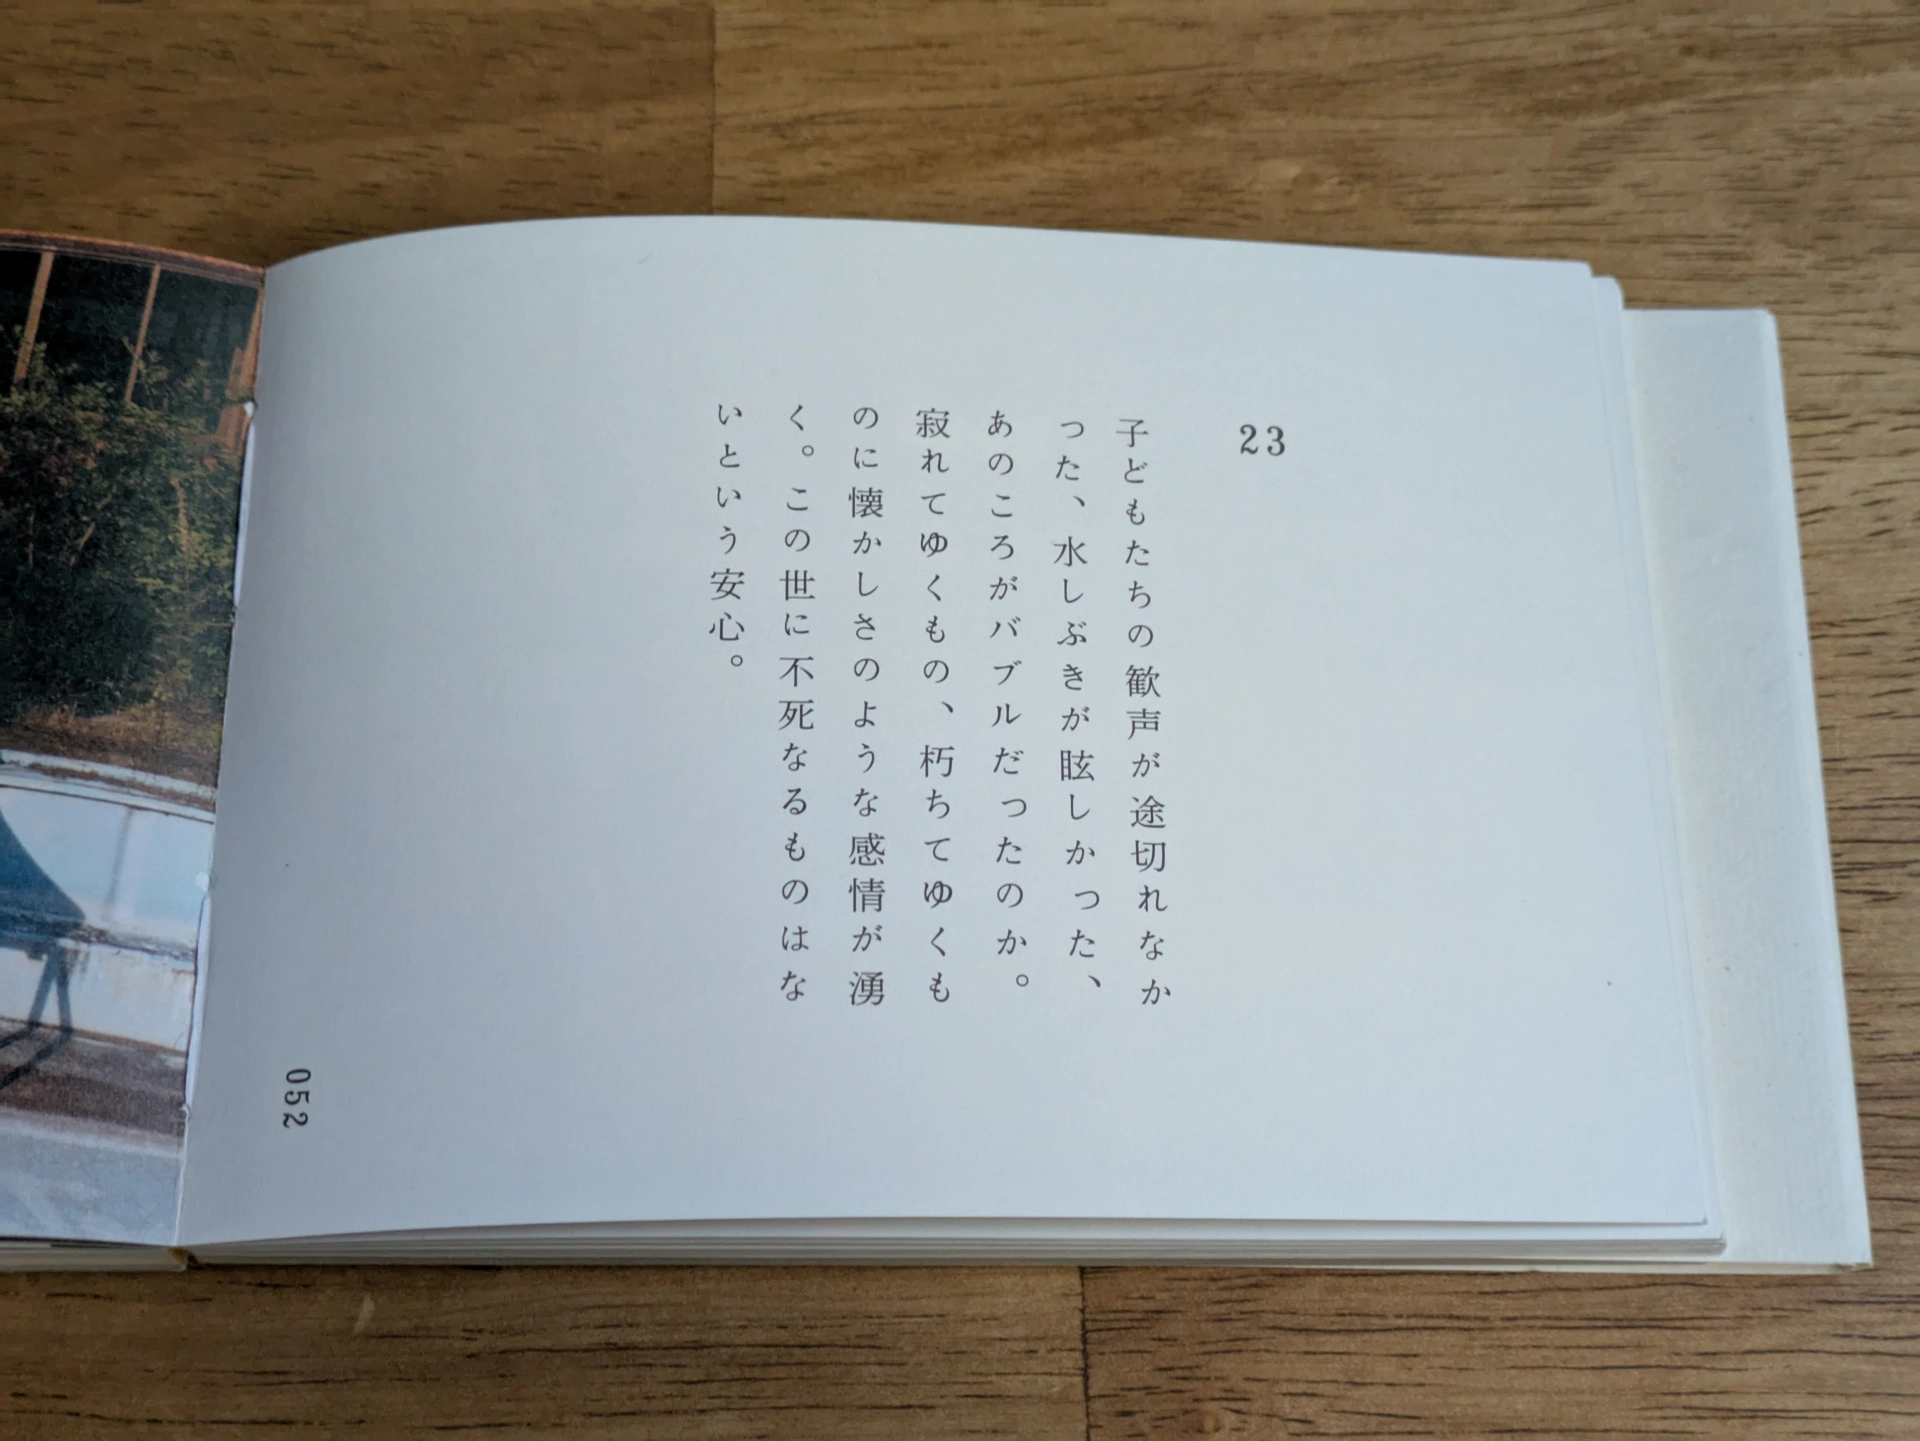 23
子どもたちの歓声が途切れなか
った、水しぶきが眩しかった、
あのころがバブルだったのか。
寂れてゆくもの、朽ちてゆくも
のに懐かしさのような感情が湧
く。この世に不死なるものはな
いという安心。
052